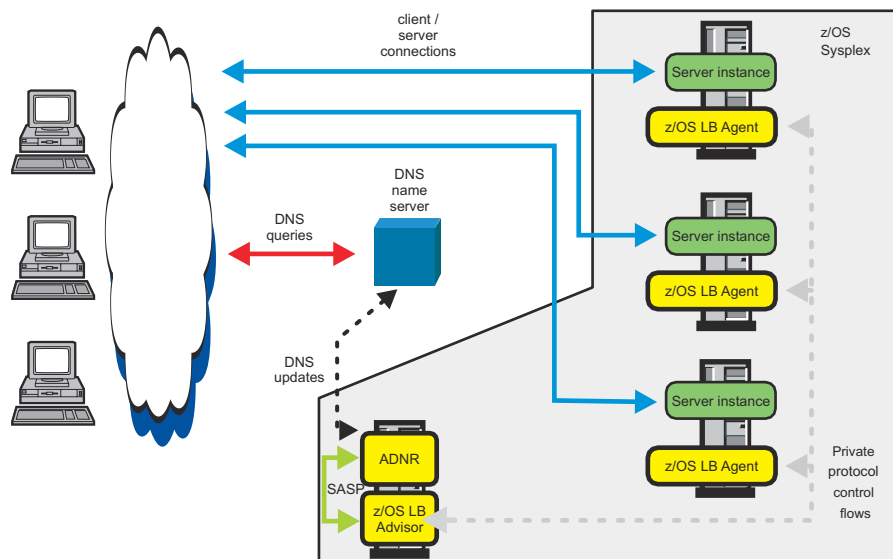 client /
server
connections
z/OS
Sysplex
Server instance
z/OS LB Agent
DNS
name
server
DNS
queries
Server instance
z/OS LB Agent
DNS
updates
Server instance
z/OS LB Agent
ADNR
SASP
z/OS LB
Advisor
Private
protocol
control
flows